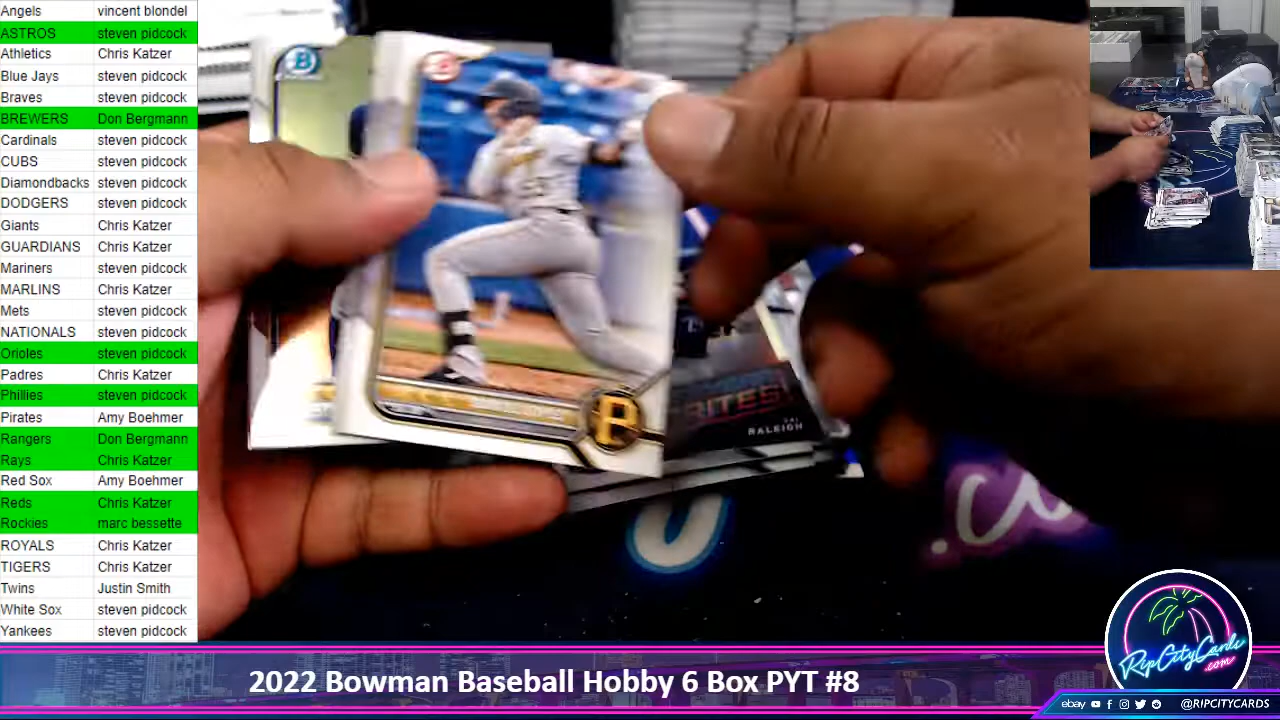 Angels vincent blondel
ASTROS steven pidcock
Athletics Chris Katzer
Blue Jays steven pidcock
Braves steven pidcock
BREWERS Don Bergmann
Cardinals steven pidcock
CUBS steven pidcock
Diamondbacks steven pidcock
DODGERS steven pidcock
Giants Chris Katzer
GUARDIANS Chris Katzer
Mariners steven pidcock
MARLINS Chris Katzer
Mets steven pidcock
NATIONALS steven pidcock
Orioles steven pidcock
Padres Chris Katzer
Phillies steven pidcock
Pirates Amy Boehmer
Rangers Don Bergmann
Rays Chris Katzer
Red Sox Amy Boehmer
Reds Chris Katzer
Rockies marc bessette
ROYALS Chris Katzer
TIGERS Chris Katzer
Twins Justin Smith
White Sox steven pidcock
Yankees steven pidcock
B
P
RITES
CAL
RALEIGH
2022 Bowman Baseball Hobby 6 Box PYT #8
RipCityCards
.com
ebay @RIPCITYCARDS